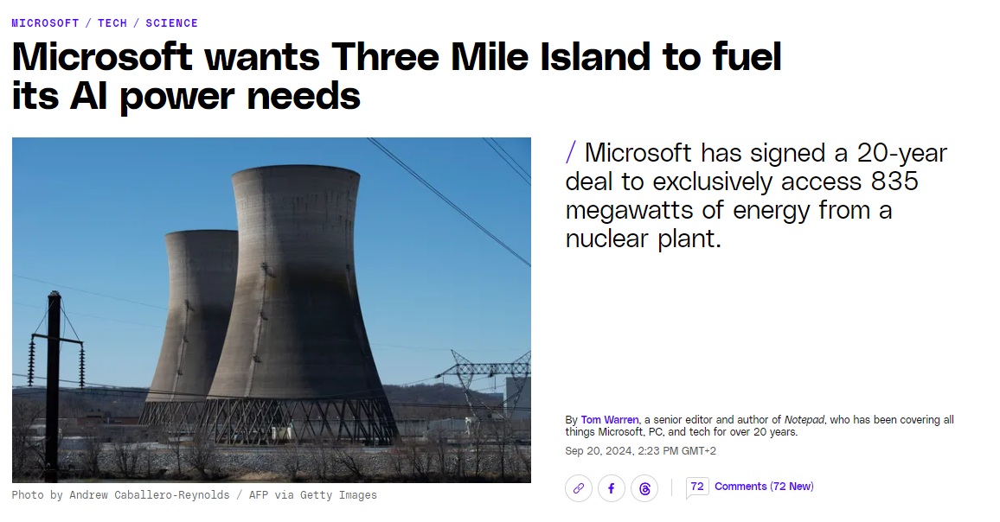 MICROSOFT / TECH / SCIENCE
Microsoft wants Three Mile Island to fuel
its AI power needs
/ Microsoft has signed a 20-year
deal to exclusively access 835
megawatts of energy from a
nuclear plant.
By Tom Warren, a senior editor and author of Notepad, who has been covering all
things Microsoft, PC, and tech for over 20 years.
Sep 20, 2024, 2:23 PM GMT+2
72 Comments (72 New)
Photo by Andrew Caballero-Reynolds / AFP via Getty Images